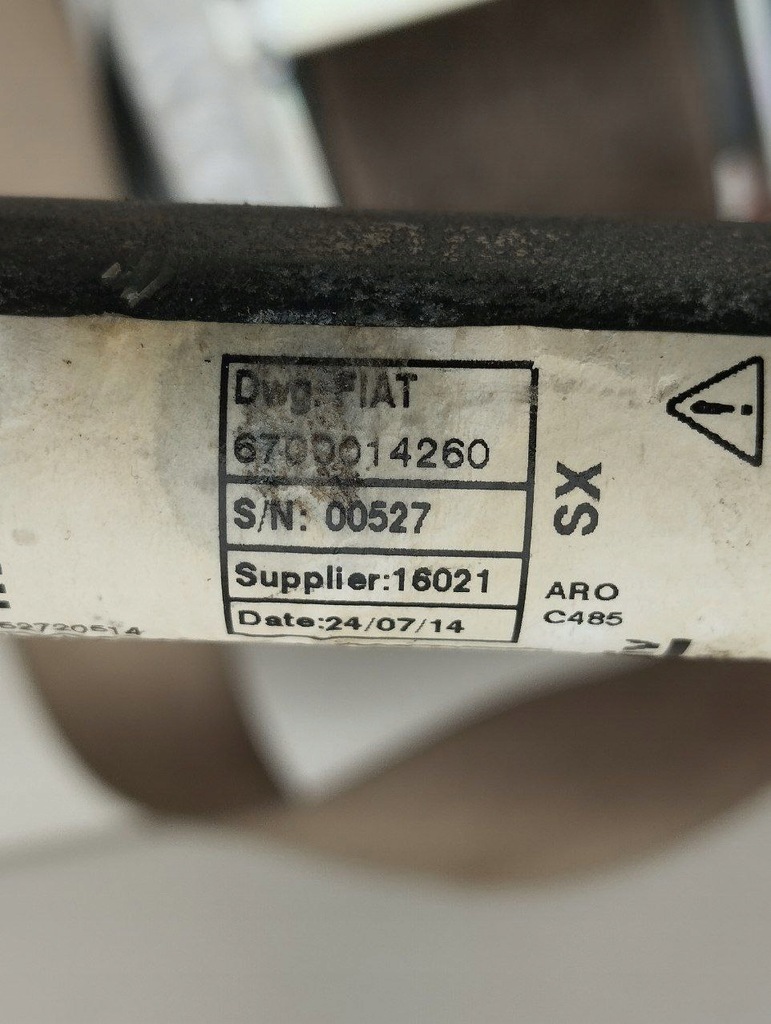 Dwg. FIAT
6700014260
S/N: 00527
Supplier:16021
Date:24/07/14
SX
ARO
C485